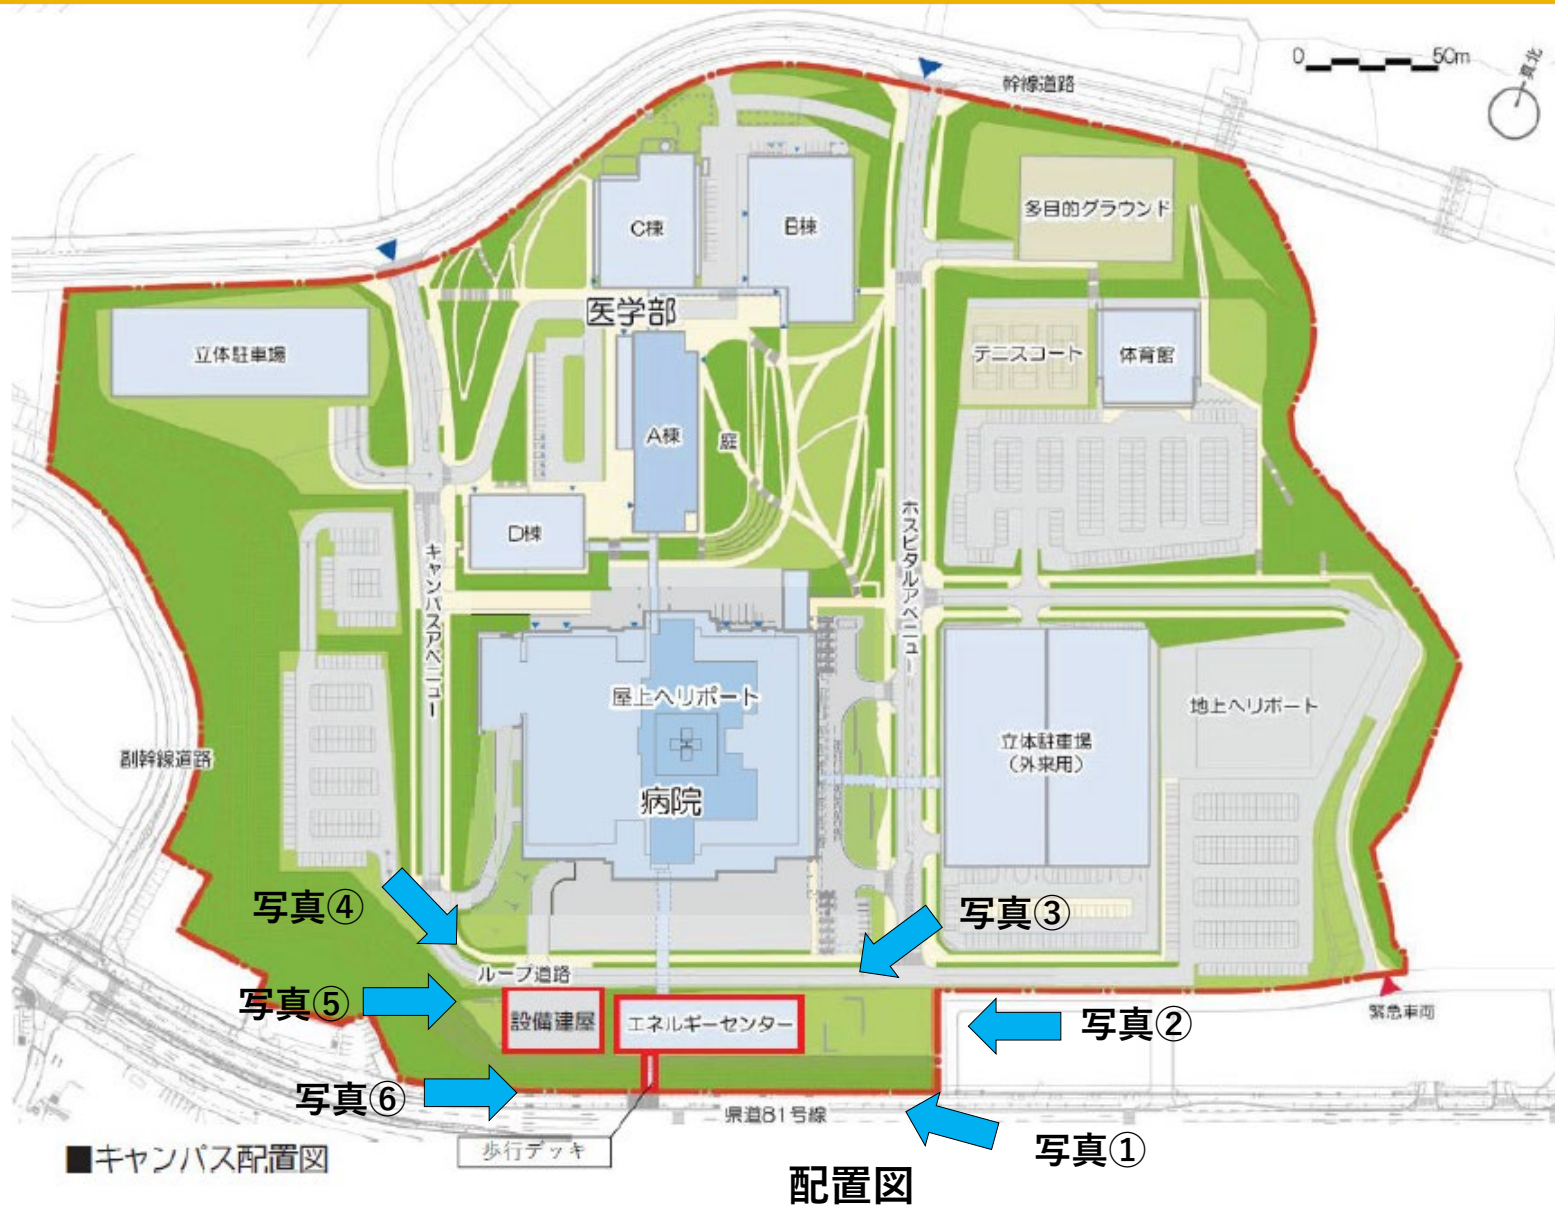 0 50m
真北
幹線道路
多目的グラウンド
C棟
B棟
医学部
立体駐車場
テニスコート
体育館
A棟
庭
D棟
キャンパスアベニュー
ホスピタルアベニュー
屋上ヘリポート
H
地上ヘリポート
副幹線道路
立体駐車場
(外来用)
病院
写真④
写真③
ループ道路
写真⑤
設備建屋
エネルギーセンター
写真②
緊急車両
写真⑥
県道81号線
写真①
歩行デッキ
■キャンパス配置図
配置図